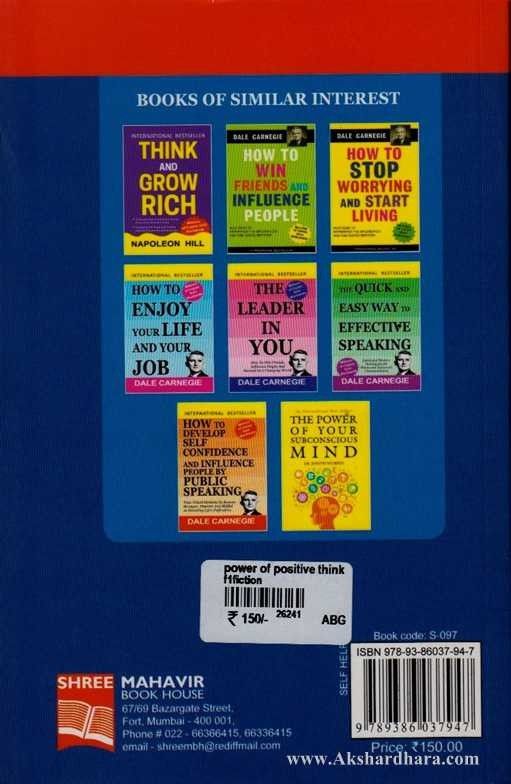 BOOKS OF SIMILAR INTEREST
INTERNATIONAL BESTSELLER
THINK
AND
GROW
RICH
NAPOLEON HILL
DALE CARNEGIE
HOW TO
WIN
FRIENDS AND
INFLUENCE
PEOPLE
DALE CARNEGIE
HOW TO
STOP
WORRYING
AND START
LIVING
INTERNATIONAL BESTSELLER
HOW TO
ENJOY
YOUR LIFE
AND YOUR
JOB
DALE CARNEGIE
INTERNATIONAL BESTSELLER
THE
LEADER
IN
YOU
DALE CARNEGIE
INTERNATIONAL BESTSELLER
THE QUICK AND
EASY WAY TO
EFFECTIVE
SPEAKING
DALE CARNEGIE
INTERNATIONAL BESTSELLER
HOW TO
DEVELOP
SELF
CONFIDENCE
AND INFLUENCE
PEOPLE BY
PUBLIC
SPEAKING
DALE CARNEGIE
THE POWER
OF YOUR
SUBCONSCIOUS
MIND
power of positive think
f1fiction
₹ 150/- 26241 ABG
Book code: S-097
SELF HELP
ISBN 978-93-86037-94-7
9 789386 037947
Price: ₹150.00
SHREE MAHAVIR
BOOK HOUSE
67/69 Bazargate Street,
Fort, Mumbai - 400 001,
Phone # 022 - 66366415, 66336415
email - shreembh@rediffmail.com
www.Akshardhara.com